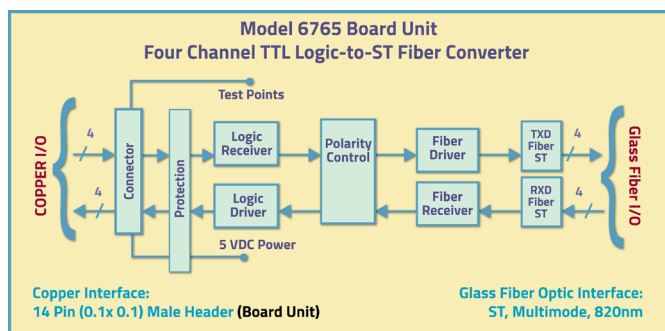 Model 6765 Board Unit
Four Channel TTL Logic-to-ST Fiber Converter
Test Points
COPPER I/O
4
4
Connector
Protection
Logic
Receiver
Logic
Driver
Polarity
Control
Fiber
Driver
Fiber
Receiver
TXD
Fiber
ST
RXD
Fiber
ST
4
4
Glass Fiber I/O
5 VDC Power
Copper Interface:
14 Pin (0.1x 0.1) Male Header (Board Unit)
Glass Fiber Optic Interface:
ST, Multimode, 820nm